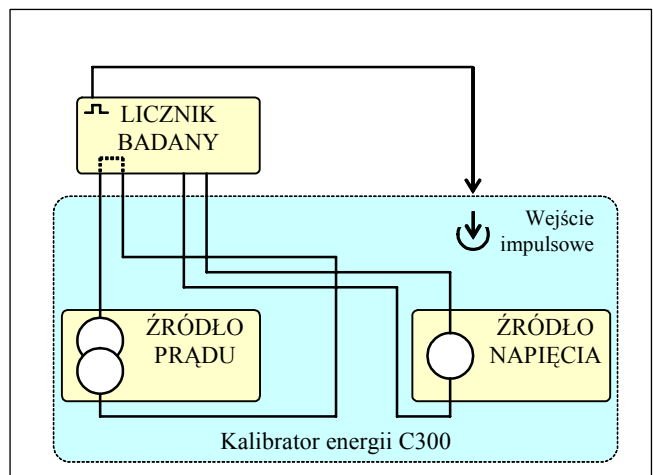 LICZNIK
BADANY
Wejście
impulsowe
ŹRÓDŁO
PRĄDU
ŹRÓDŁO
NAPIĘCIA
Kalibrator energii C300